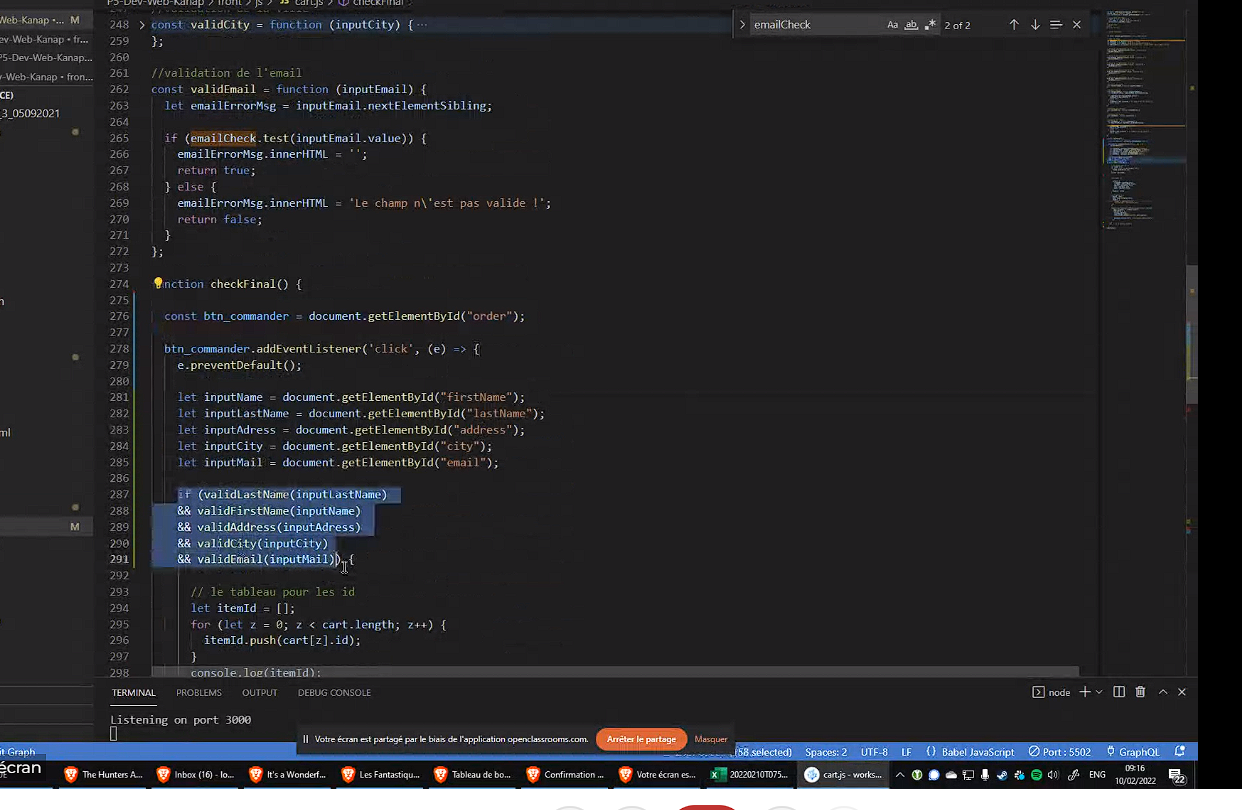 P5-Dev-Web-Kanap > front > js > cart.js > checkFinal
-Web-Kanap •... M
ev-Web-Kanap • fron...
P5-Dev-Web-Kanap • f...
ev-Web-Kanap • fron...
CE)
_3_05092021
ml
M
emailCheck
Aa ab 2 of 2
248 const validCity = function (inputCity) { ...
259 };
260
261 //validation de l'email
262 const validEmail = function (inputEmail) {
263 let emailErrorMsg = inputEmail.nextElementSibling;
264
265 if (emailCheck.test(inputEmail.value)) {
266 emailErrorMsg.innerHTML = '';
267 return true;
268 } else {
269 emailErrorMsg.innerHTML = 'Le champ n\'est pas valide !';
270 return false;
271 }
272 };
273
274 nction checkFinal() {
275
276 const btn_commander = document.getElementById("order");
277
278 btn_commander.addEventListener('click', (e) => {
279 e.preventDefault();
280
281 let inputName = document.getElementById("firstName");
282 let inputLastName = document.getElementById("lastName");
283 let inputAdress = document.getElementById("address");
284 let inputCity = document.getElementById("city");
285 let inputMail = document.getElementById("email");
286
287 if (validLastName(inputLastName)
288 && validFirstName(inputName)
289 && validAddress(inputAdress)
290 && validCity(inputCity)
291 && validEmail(inputMail)) {
292
293 // le tableau pour les id
294 let itemId = [];
295 for (let z = 0; z < cart.length; z++) {
296 itemId.push(cart[z].id);
297 }
298 console.log(itemId);
TERMINAL PROBLEMS OUTPUT DEBUG CONSOLE
node
Listening on port 3000
Votre écran est partagé par le biais de l'application openclassrooms.com. Arrêter le partage Masquer
it Graph
selected) Spaces: 2 UTF-8 LF {} Babel JavaScript Port : 5502 GraphQL
écran
The Hunters A... Inbox (16) - lo... It's a Wonderf... Les Fantastiqu... Tableau de bo... Confirmation ... Votre écran es... 20220210T075... cart.js - works...
ENG
09:16
10/02/2022
22